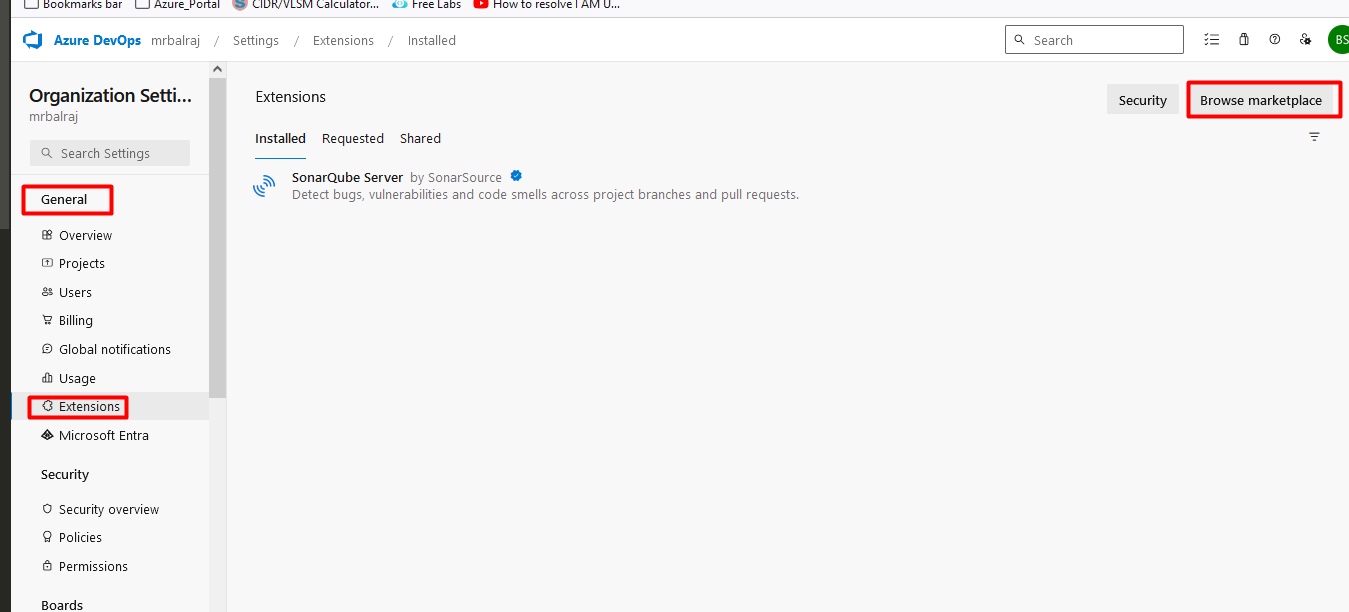 Bookmarks bar Azure_Portal CIDR/VLSM Calculator... Free Labs How to resolve I AM U...
Azure DevOps mrbalraj / Settings / Extensions / Installed Search BS
Organization Setti...
mrbalraj
Search Settings
General
Overview
Projects
Users
Billing
Global notifications
Usage
Extensions
Microsoft Entra
Security
Security overview
Policies
Permissions
Boards
Extensions
Security Browse marketplace
Installed Requested Shared
SonarQube Server by SonarSource
Detect bugs, vulnerabilities and code smells across project branches and pull requests.